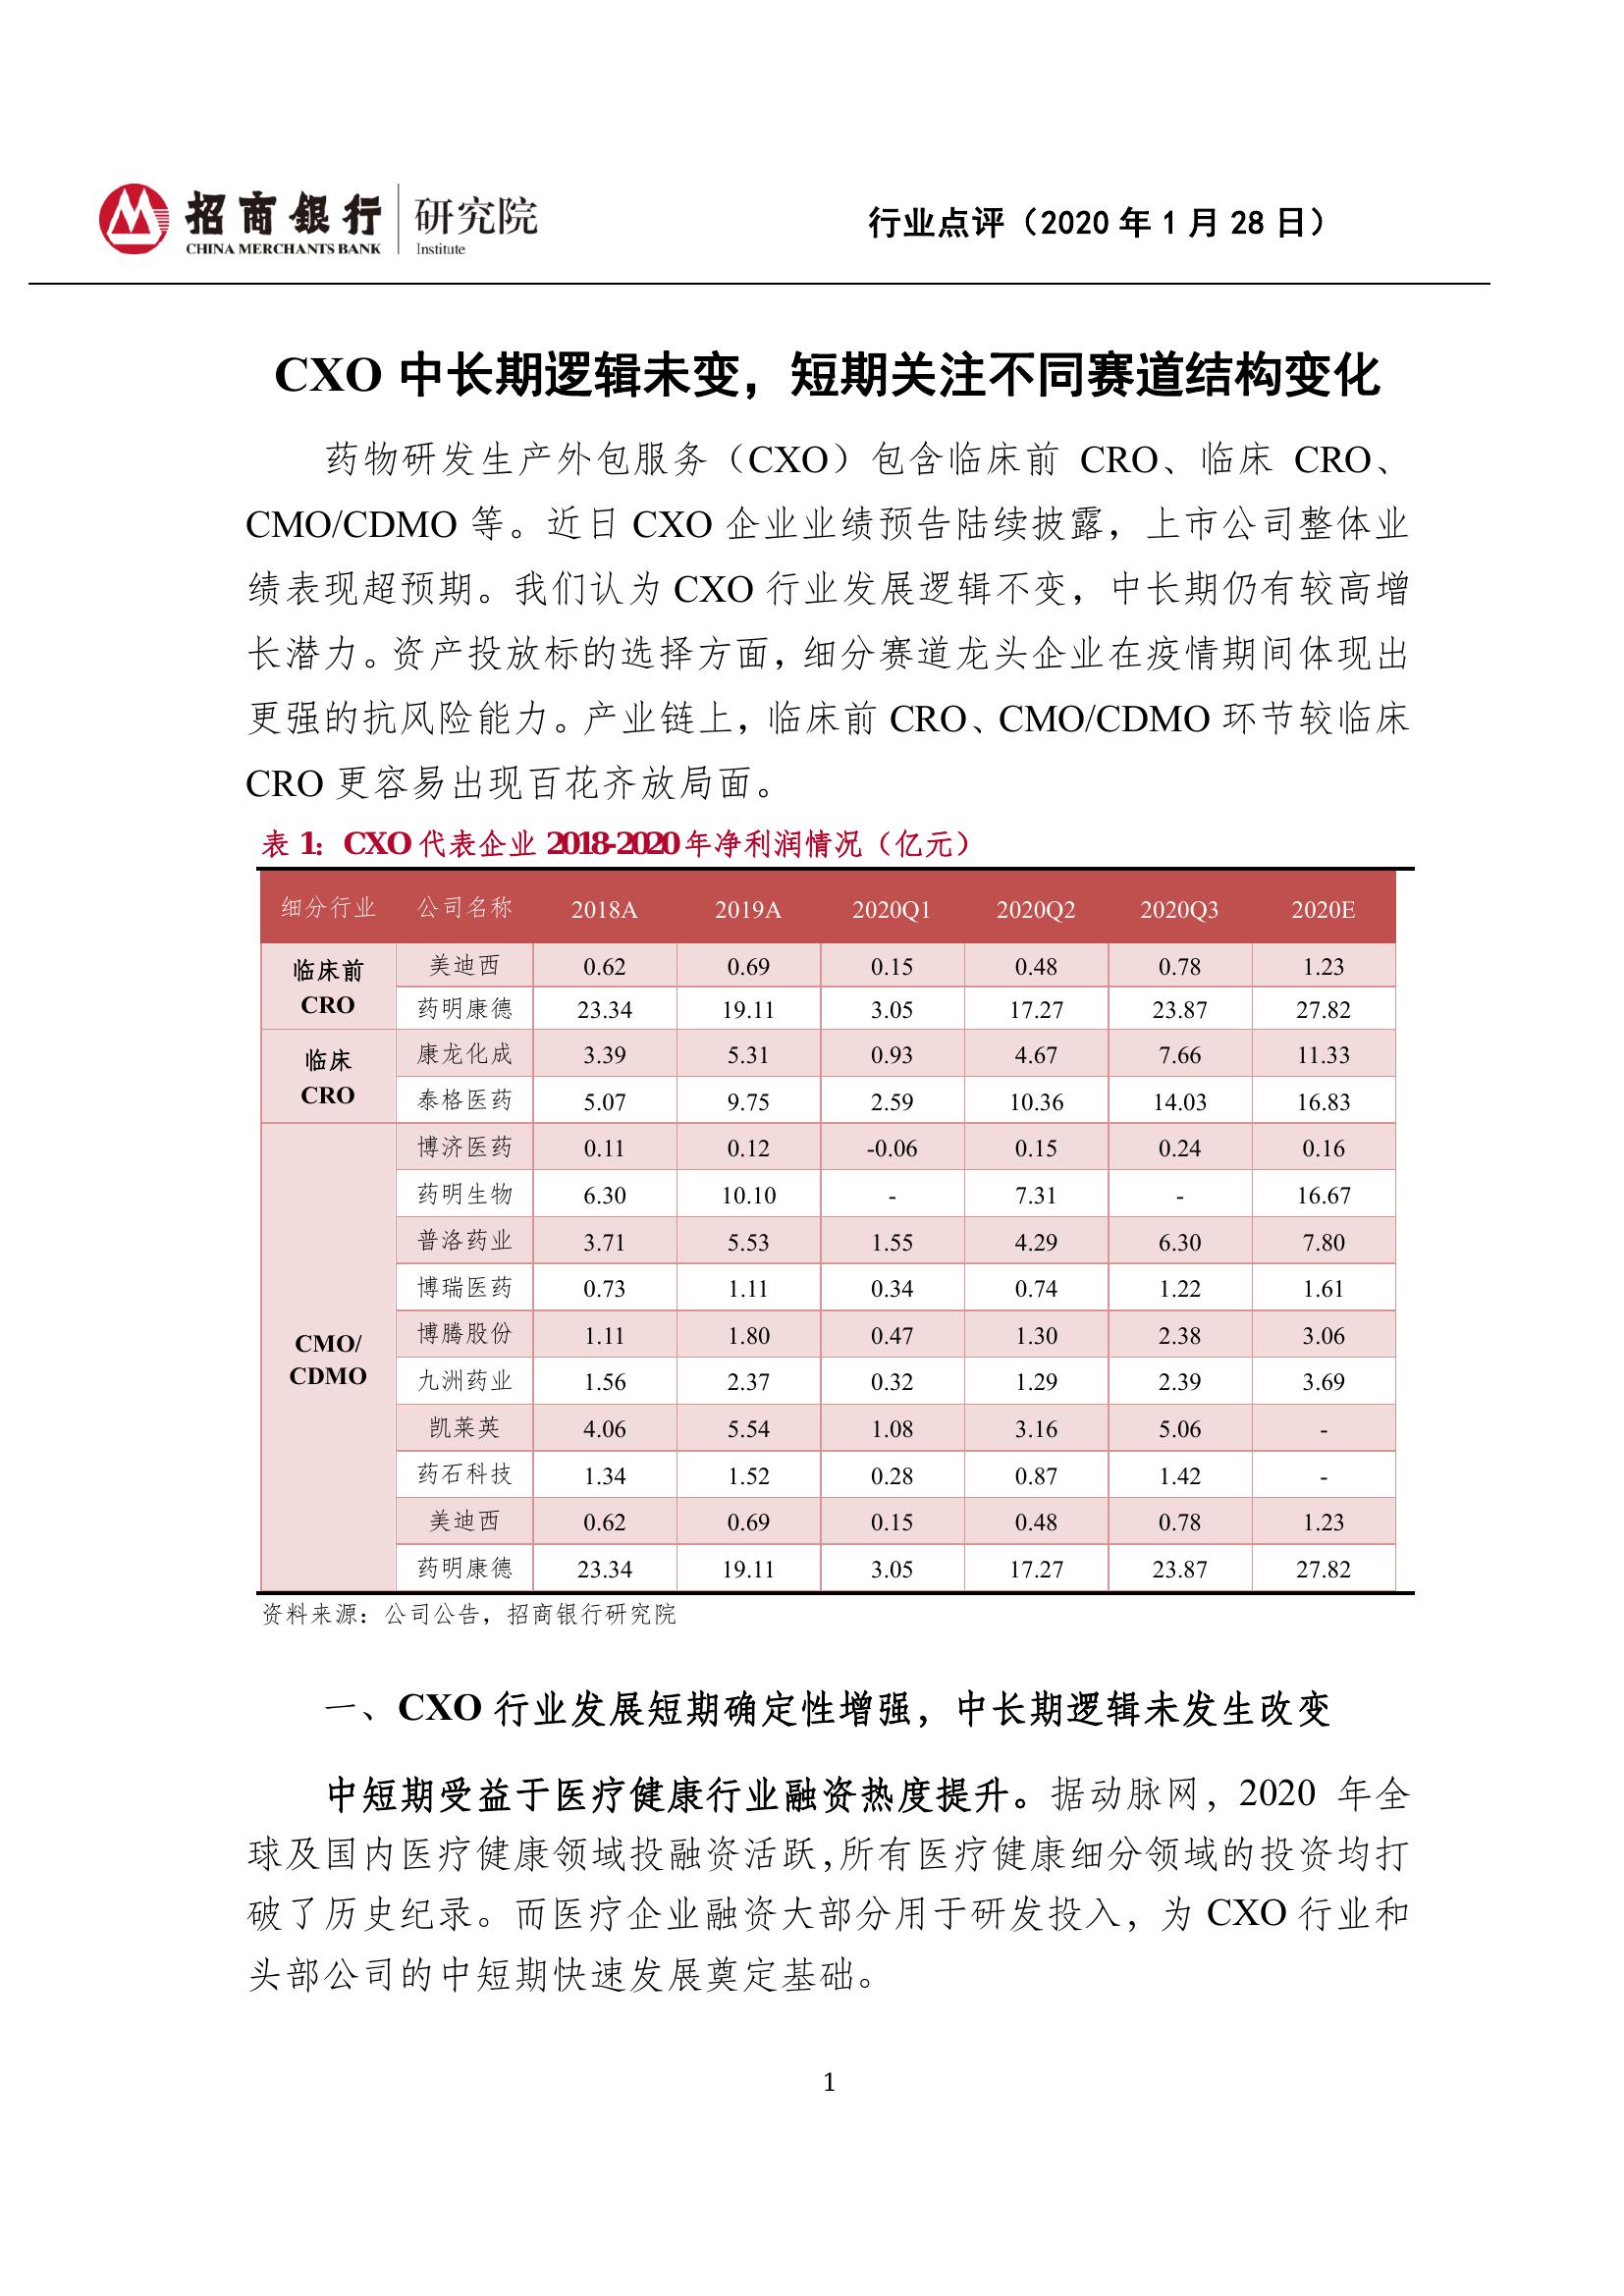 招商银行 研究院
CHINA MERCHANTS BANK Institute
行业点评（2020 年 1 月 28 日）
CXO 中长期逻辑未变，短期关注不同赛道结构变化
药物研发生产外包服务（CXO）包含临床前 CRO、临床 CRO、
CMO/CDMO 等。近日 CXO 企业业绩预告陆续披露，上市公司整体业
绩表现超预期。我们认为 CXO 行业发展逻辑不变，中长期仍有较高增
长潜力。资产投放标的选择方面，细分赛道龙头企业在疫情期间体现出
更强的抗风险能力。产业链上，临床前 CRO、CMO/CDMO 环节较临床
CRO 更容易出现百花齐放局面。
表 1：CXO 代表企业 2018-2020 年净利润情况（亿元）
细分行业 公司名称 2018A 2019A 2020Q1 2020Q2 2020Q3 2020E
临床前
CRO
美迪西 0.62 0.69 0.15 0.48 0.78 1.23
药明康德 23.34 19.11 3.05 17.27 23.87 27.82
临床
CRO
康龙化成 3.39 5.31 0.93 4.67 7.66 11.33
泰格医药 5.07 9.75 2.59 10.36 14.03 16.83
CMO/
CDMO
博济医药 0.11 0.12 -0.06 0.15 0.24 0.16
药明生物 6.30 10.10 - 7.31 - 16.67
普洛药业 3.71 5.53 1.55 4.29 6.30 7.80
博瑞医药 0.73 1.11 0.34 0.74 1.22 1.61
博腾股份 1.11 1.80 0.47 1.30 2.38 3.06
九洲药业 1.56 2.37 0.32 1.29 2.39 3.69
凯莱英 4.06 5.54 1.08 3.16 5.06 -
药石科技 1.34 1.52 0.28 0.87 1.42 -
美迪西 0.62 0.69 0.15 0.48 0.78 1.23
药明康德 23.34 19.11 3.05 17.27 23.87 27.82
资料来源：公司公告，招商银行研究院
一、CXO 行业发展短期确定性增强，中长期逻辑未发生改变
中短期受益于医疗健康行业融资热度提升。据动脉网，2020 年全
球及国内医疗健康领域投融资活跃，所有医疗健康细分领域的投资均打
破了历史纪录。而医疗企业融资大部分用于研发投入，为 CXO 行业和
头部公司的中短期快速发展奠定基础。
1